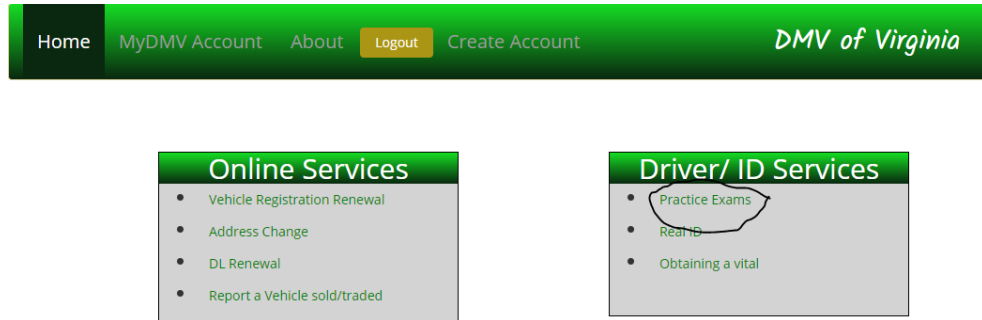 Home MyDMV Account About Logout Create Account DMV of Virginia
Online Services
Vehicle Registration Renewal
Address Change
DL Renewal
Report a Vehicle sold/traded
Driver/ ID Services
Practice Exams
Real ID
Obtaining a vital